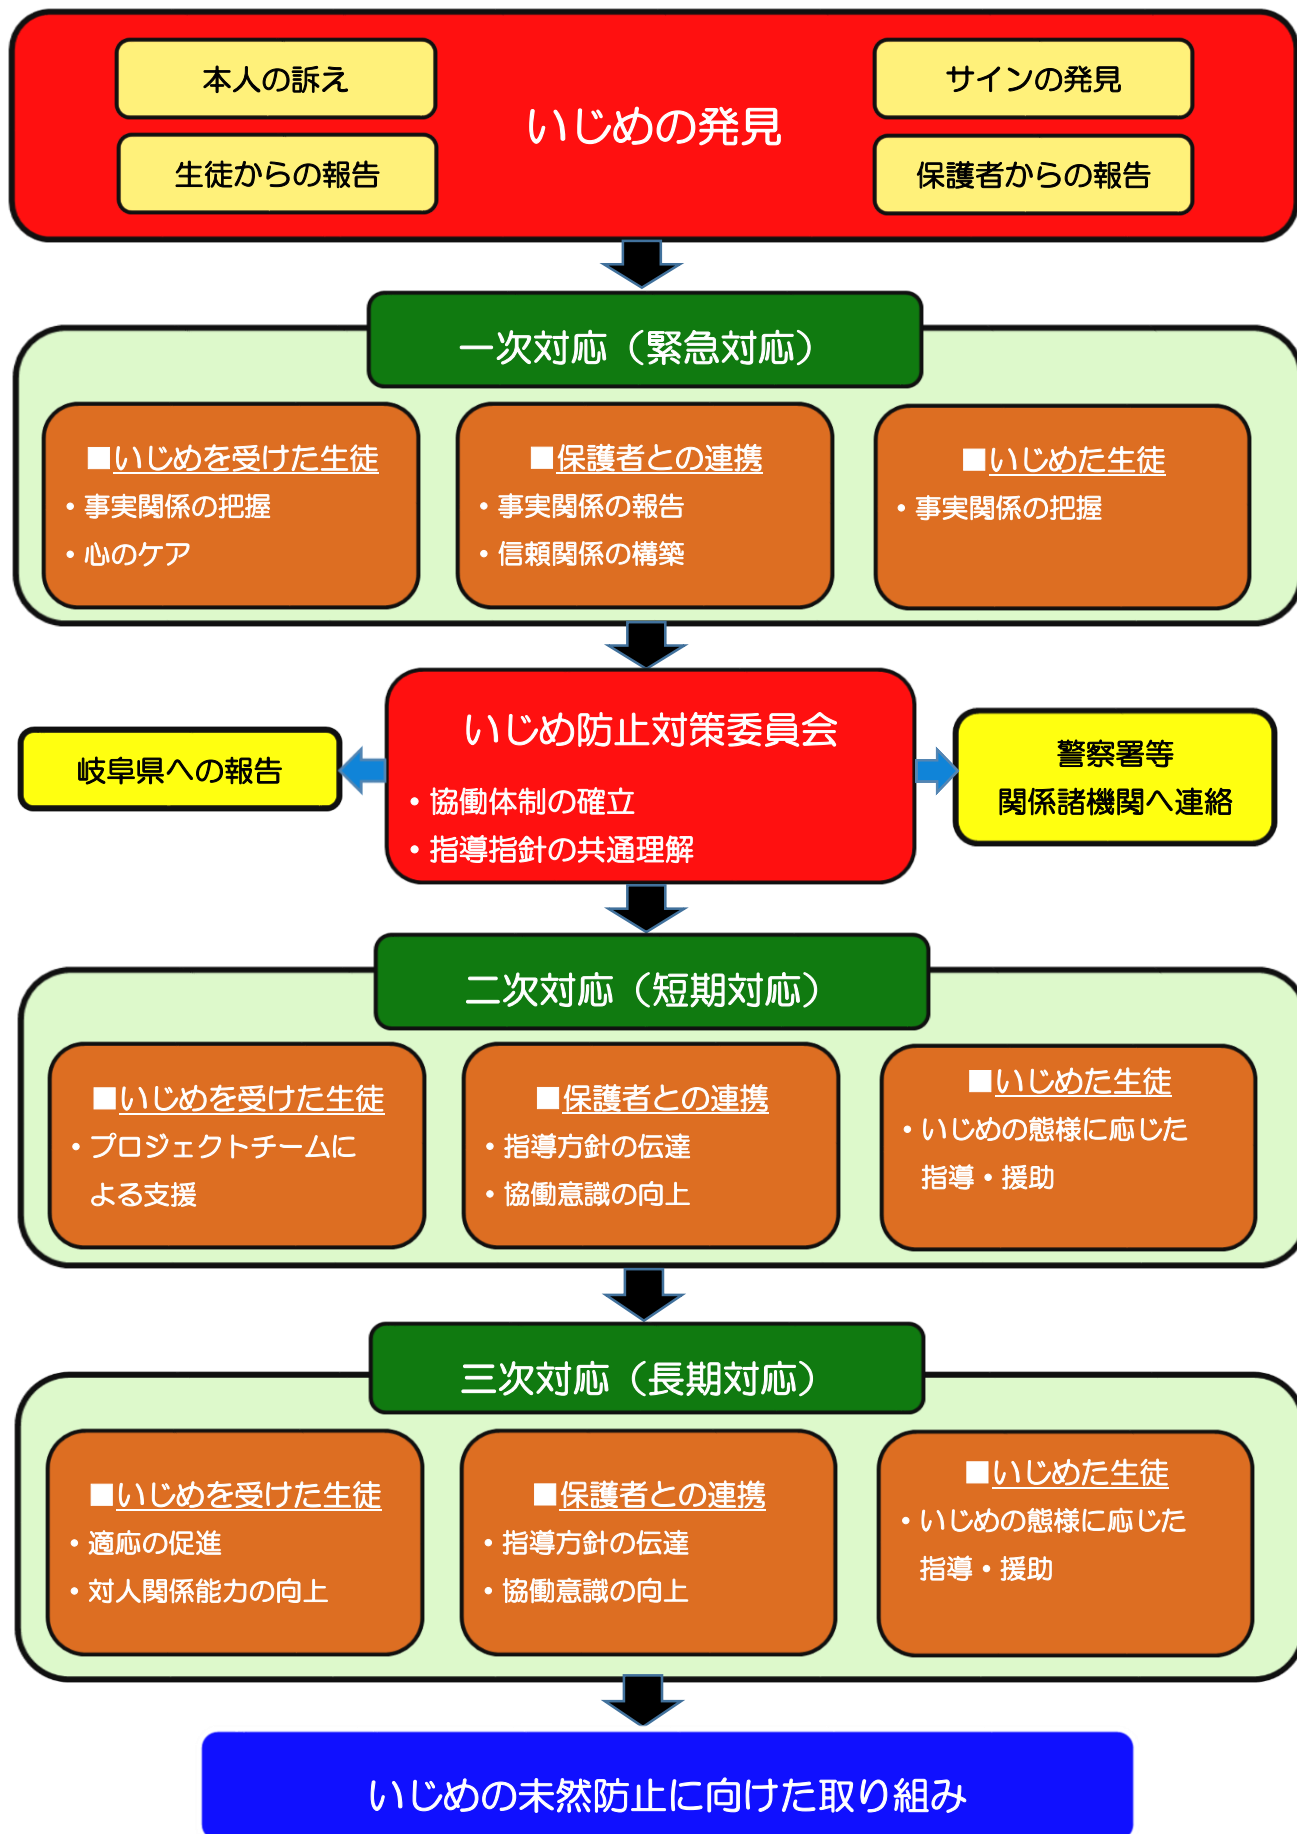 本人の訴え
サインの発見
いじめの発見
生徒からの報告
保護者からの報告
一次対応（緊急対応）
■いじめを受けた生徒
・事実関係の把握
・心のケア
■保護者との連携
・事実関係の報告
・信頼関係の構築
■いじめた生徒
・事実関係の把握
いじめ防止対策委員会
・協働体制の確立
・指導指針の共通理解
岐阜県への報告
警察署等
関係諸機関へ連絡
二次対応（短期対応）
■いじめを受けた生徒
・プロジェクトチームに
よる支援
■保護者との連携
・指導方針の伝達
・協働意識の向上
■いじめた生徒
・いじめの態様に応じた
指導・援助
三次対応（長期対応）
■いじめを受けた生徒
・適応の促進
・対人関係能力の向上
■保護者との連携
・指導方針の伝達
・協働意識の向上
■いじめた生徒
・いじめの態様に応じた
指導・援助
いじめの未然防止に向けた取り組み